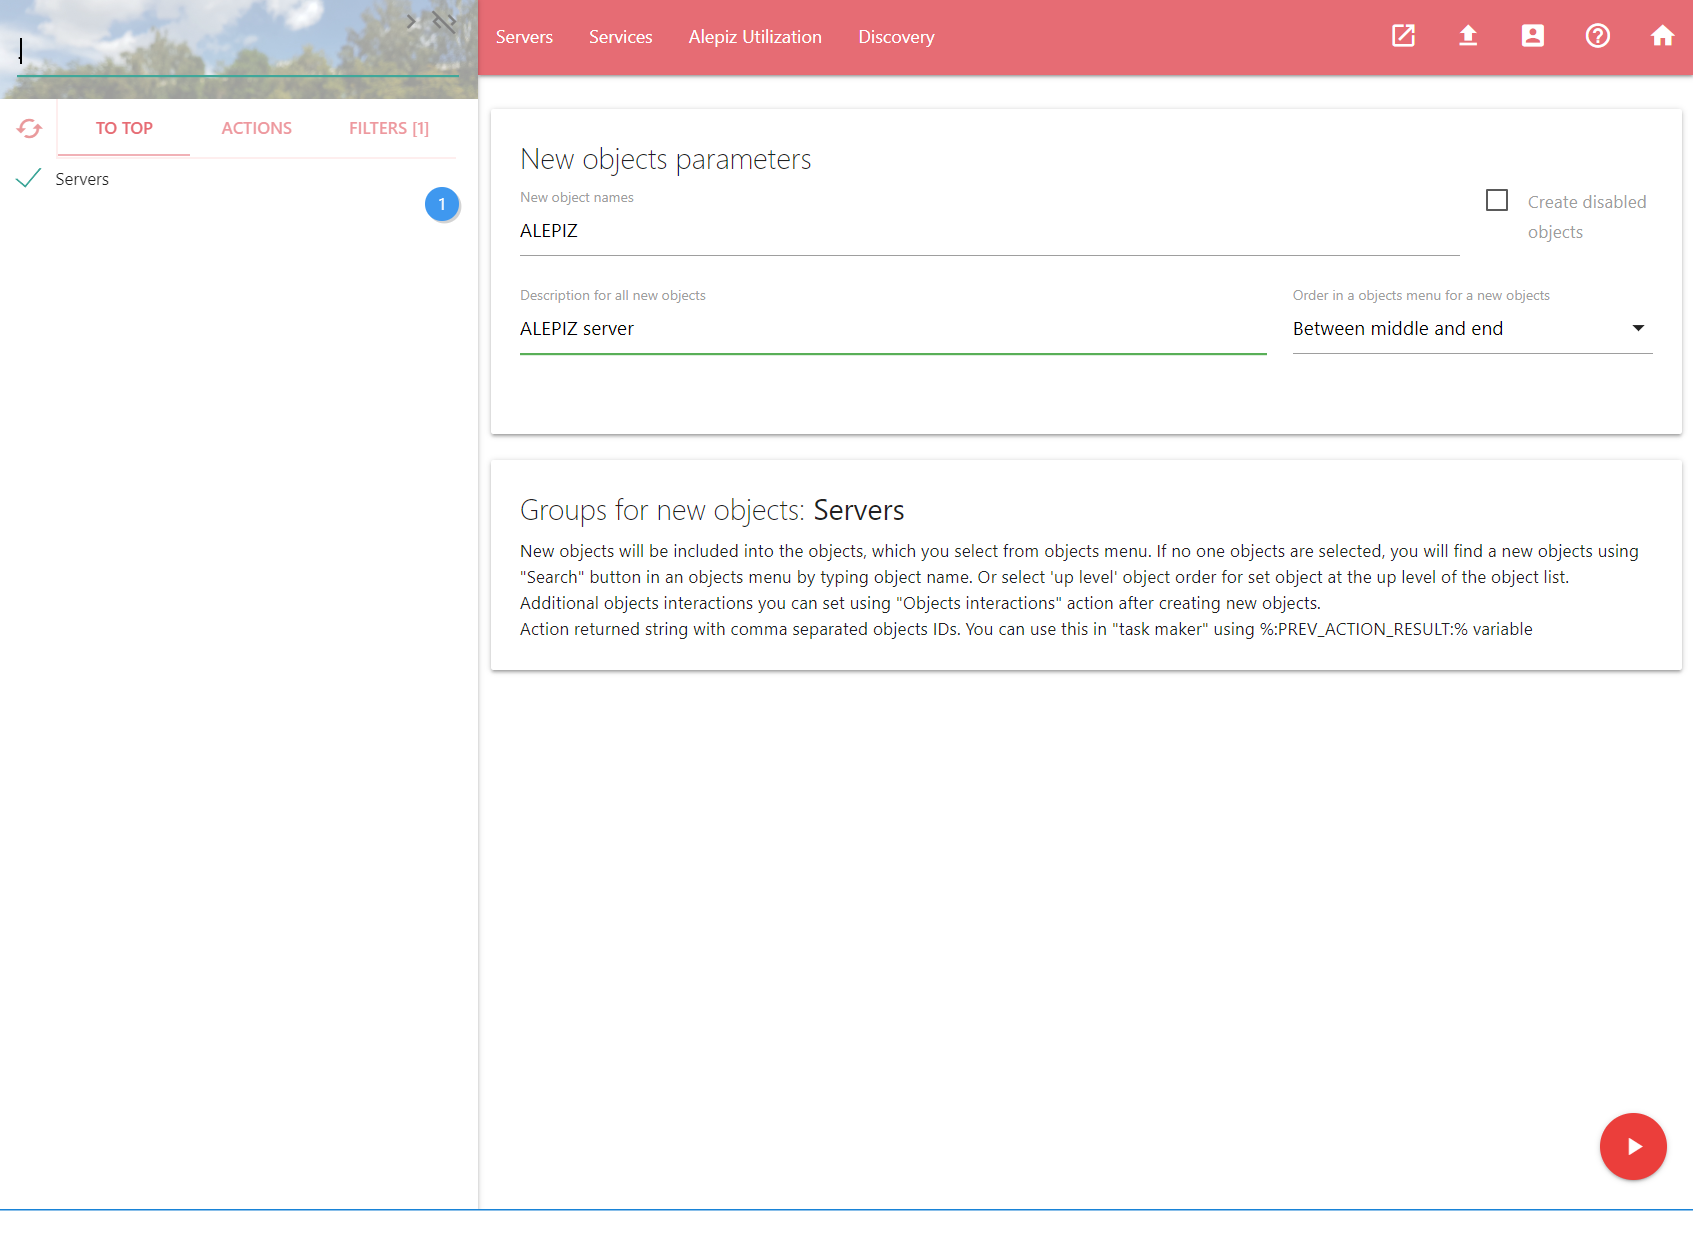 Servers Services Alepiz Utilization Discovery
TO TOP ACTIONS FILTERS [1]
Servers
1
New objects parameters
New object names
ALEPIZ
Create disabled
objects
Description for all new objects
ALEPIZ server
Order in a objects menu for a new objects
Between middle and end
Groups for new objects: Servers
New objects will be included into the objects, which you select from objects menu. If no one objects are selected, you will find a new objects using
"Search" button in an objects menu by typing object name. Or select 'up level' object order for set object at the up level of the object list.
Additional objects interactions you can set using "Objects interactions" action after creating new objects.
Action returned string with comma separated objects IDs. You can use this in "task maker" using %:PREV_ACTION_RESULT:% variable